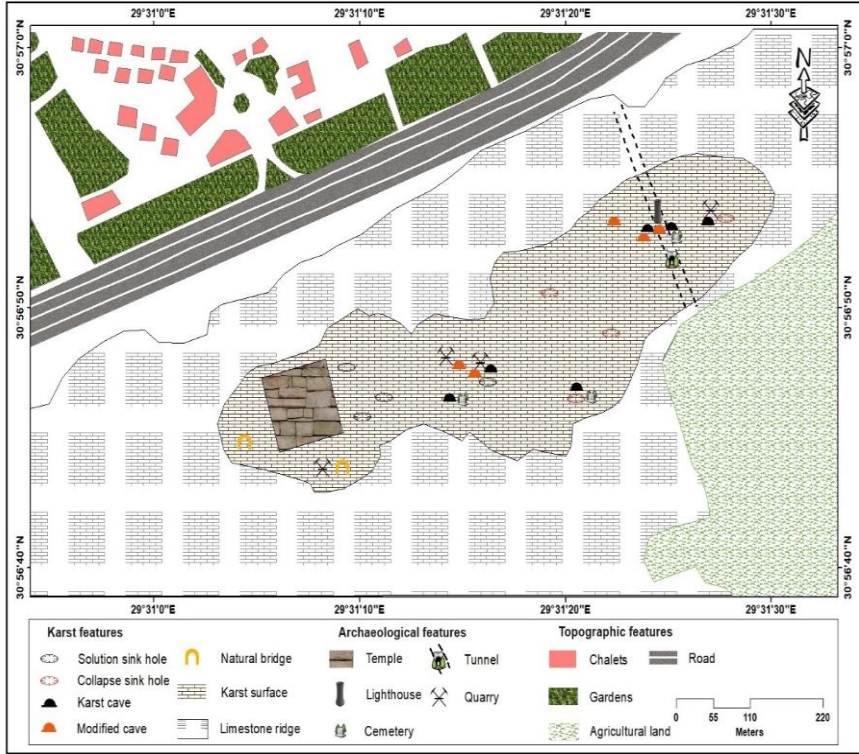 29°31'0"E 29°31'10"E 29°31'20"E 29°31'30"E
30°57'0"N 30°57'0"N
N
30°56'50"N 30°56'50"N
30°56'40"N 30°56'40"N
29°31'0"E 29°31'10"E 29°31'20"E 29°31'30"E
Karst features
Solution sink hole
Collapse sink hole
Karst cave
Modified cave
Natural bridge
Karst surface
Limestone ridge
Archaeological features
Temple
Lighthouse
Cemetery
Tunnel
Quarry
Topographic features
Chalets
Road
Gardens
Agricultural land
0 55 110 220
Meters